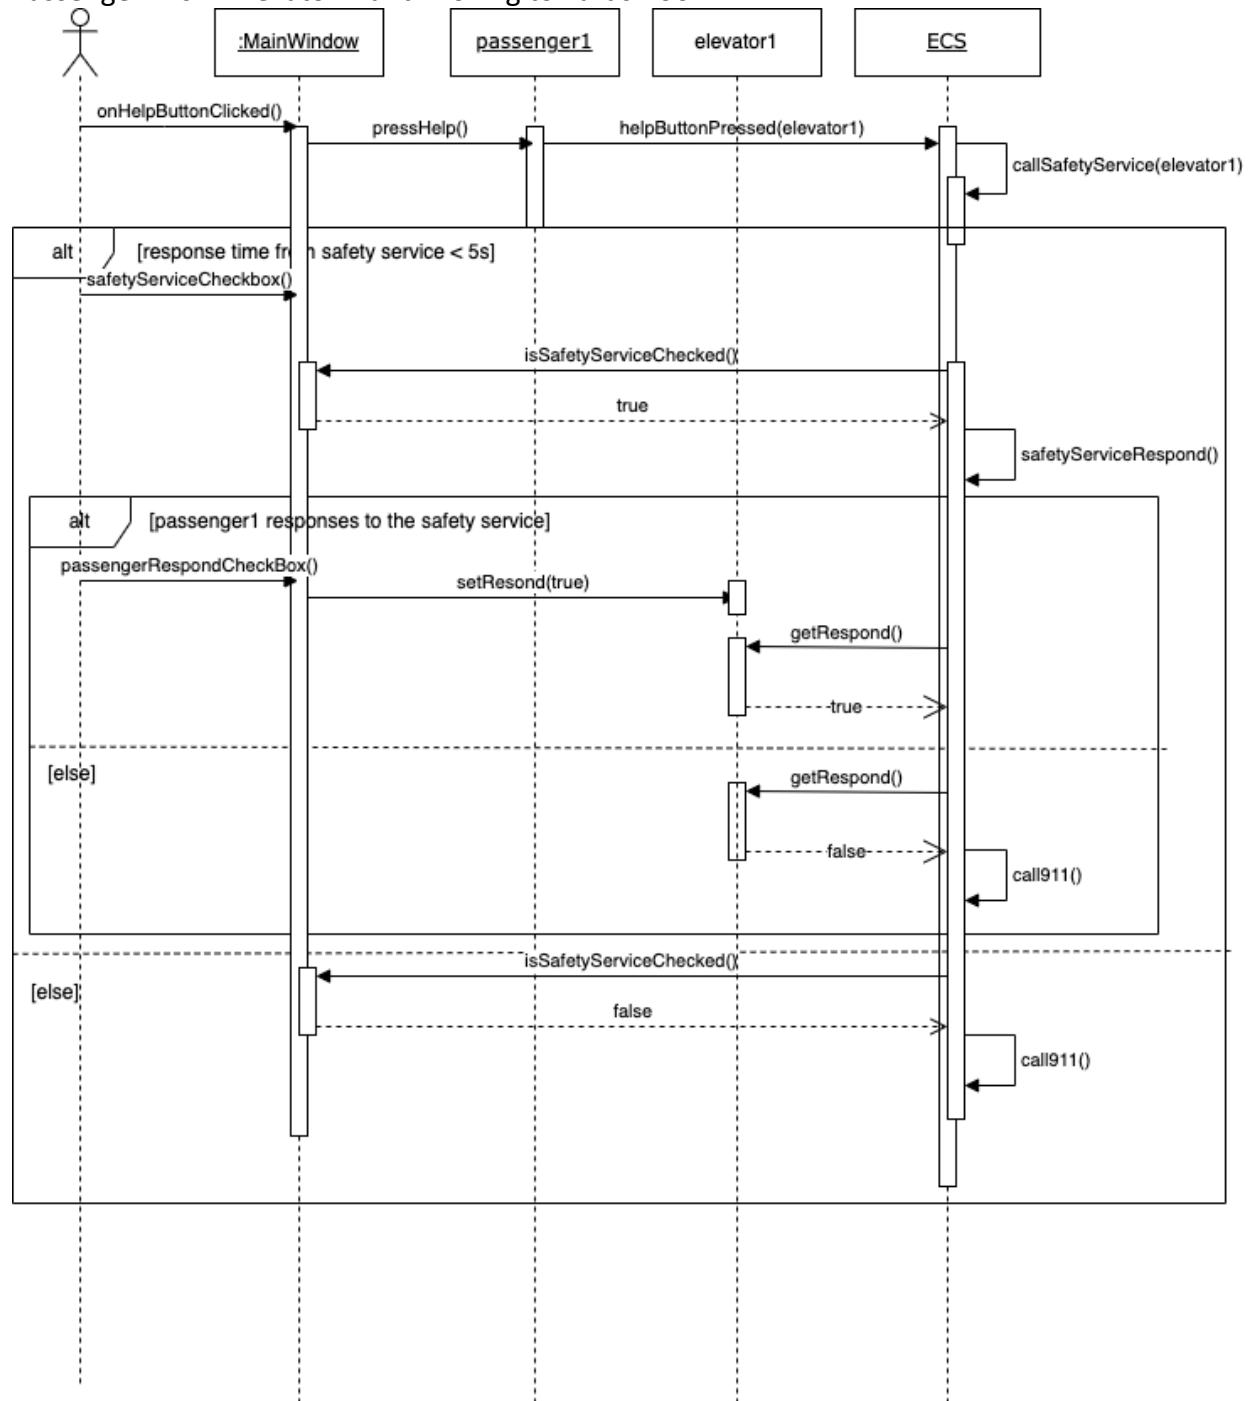 :MainWindow
passenger1
elevator1
ECS
onHelpButtonClicked()
pressHelp()
helpButtonPressed(elevator1)
callSafetyService(elevator1)
alt
[response time from safety service < 5s]
safetyServiceCheckbox()
isSafetyServiceChecked()
true
safetyServiceRespond()
alt
[passenger1 responses to the safety service]
passengerRespondCheckBox()
setResond(true)
getRespond()
true
[else]
getRespond()
false
call911()
isSafetyServiceChecked()
[else]
false
call911()